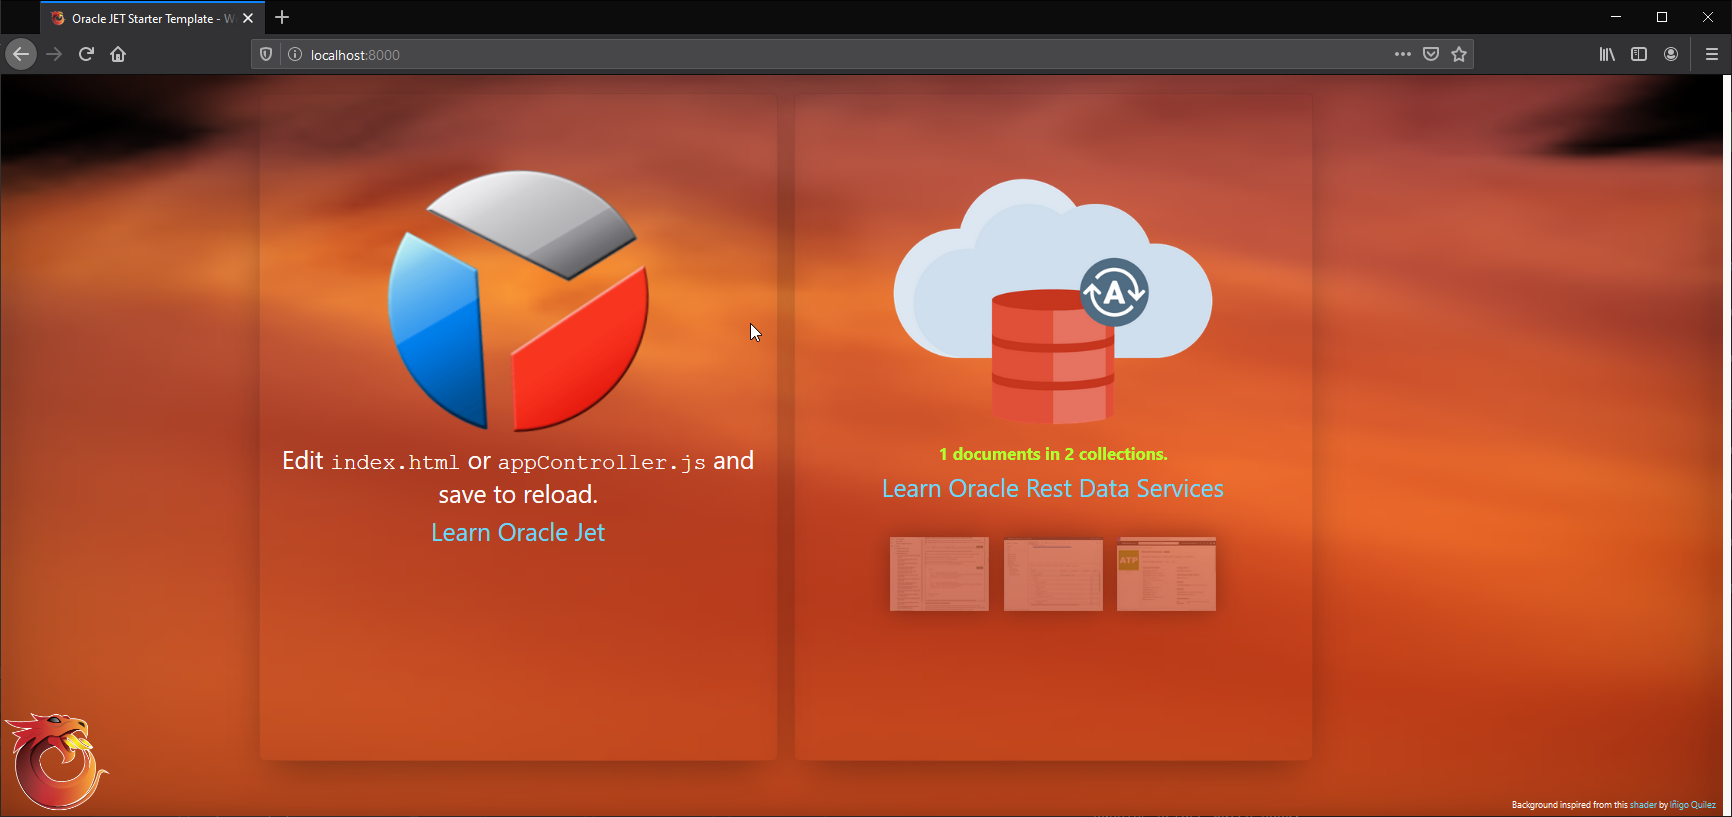 Oracle JET Starter Template - W
localhost:8000
A
Edit index.html or appController.js and
save to reload.
Learn Oracle Jet
1 documents in 2 collections.
Learn Oracle Rest Data Services
ATP
Background inspired from this shader by Iñigo Quilez